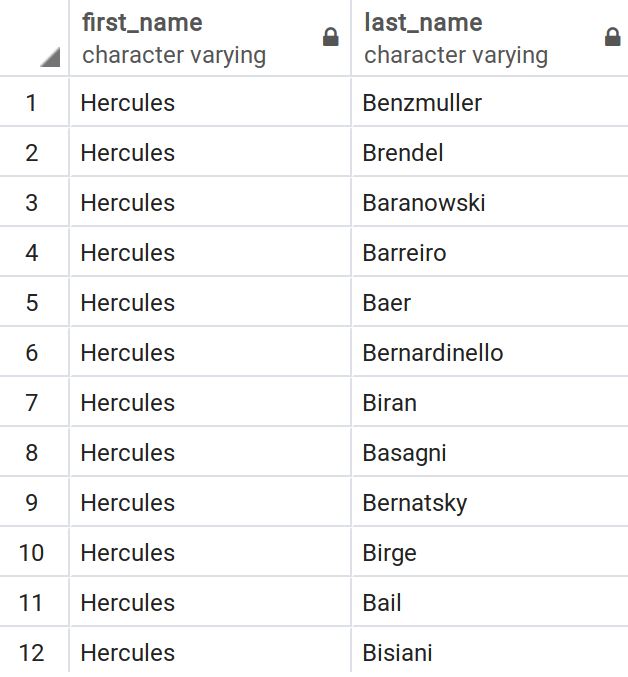 first_name last_name
character varying character varying
1 Hercules Benzmuller
2 Hercules Brendel
3 Hercules Baranowski
4 Hercules Barreiro
5 Hercules Baer
6 Hercules Bernardinello
7 Hercules Biran
8 Hercules Basagni
9 Hercules Bernatsky
10 Hercules Birge
11 Hercules Bail
12 Hercules Bisiani